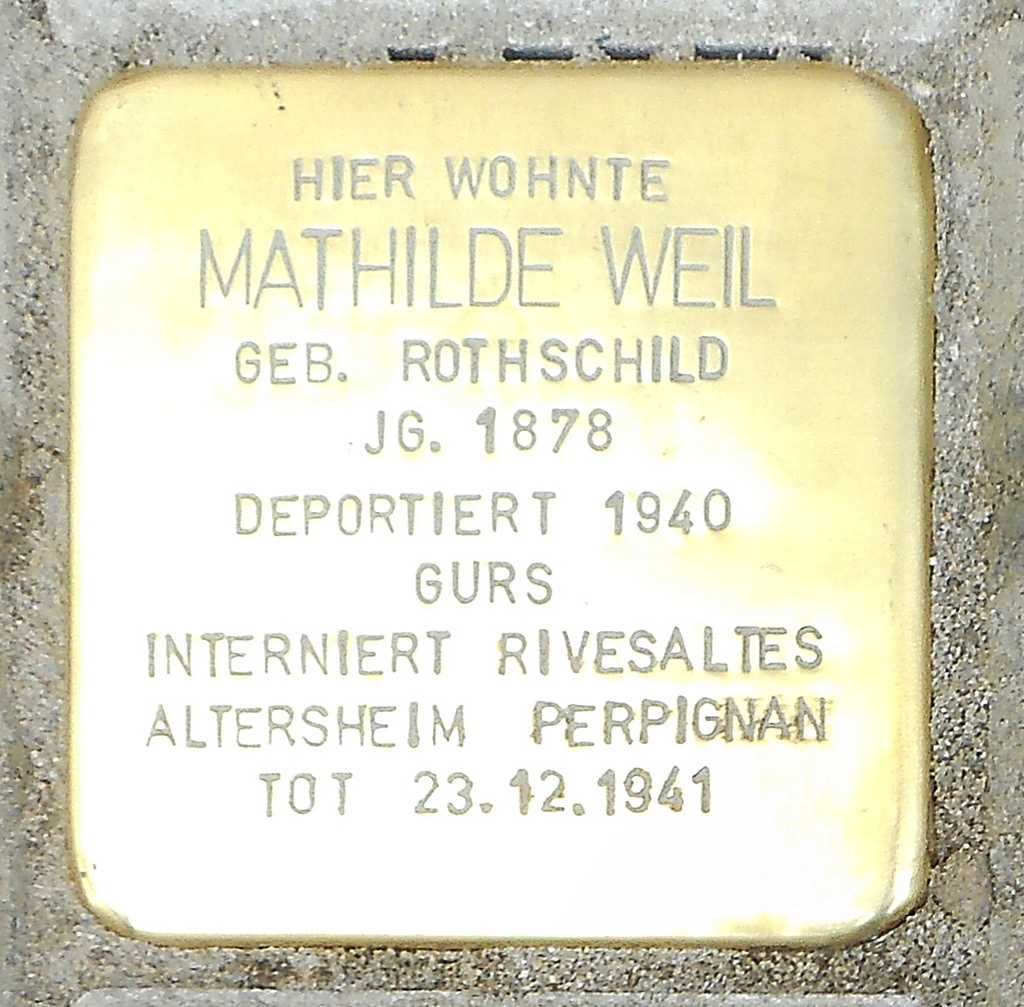 HIER WOHNTE
MATHILDE WEIL
GEB. ROTHSCHILD
JG. 1878
DEPORTIERT 1940
GURS
INTERNIERT RIVESALTES
ALTERSHEIM PERPIGNAN
TOT 23.12.1941